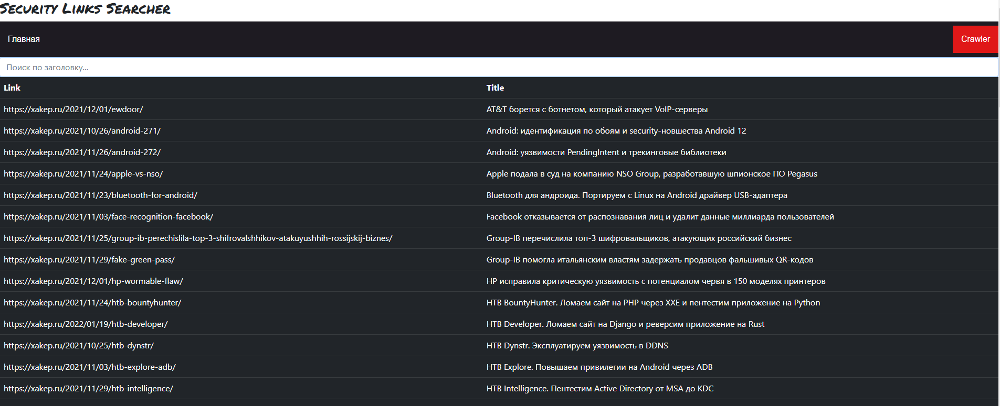 Security Links Searcher
Главная Crawler
Поиск по заголовку...
Link Title
https://xakep.ru/2021/12/01/ewdoor/ AT&T борется с ботнетом, который атакует VoIP-серверы
https://xakep.ru/2021/10/26/android-271/ Android: идентификация по обоям и security-новшества Android 12
https://xakep.ru/2021/11/26/android-272/ Android: уязвимости PendingIntent и трекинговые библиотеки
https://xakep.ru/2021/11/24/apple-vs-nso/ Apple подала в суд на компанию NSO Group, разработавшую шпионское ПО Pegasus
https://xakep.ru/2021/11/23/bluetooth-for-android/ Bluetooth для андроида. Портируем с Linux на Android драйвер USB-адаптера
https://xakep.ru/2021/11/03/face-recognition-facebook/ Facebook отказывается от распознавания лиц и удалит данные миллиарда пользователей
https://xakep.ru/2021/11/25/group-ib-perechislila-top-3-shifrovalshhikov-atakuyushhih-rossijskij-biznes/ Group-IB перечислила топ-3 шифровальщиков, атакующих российский бизнес
https://xakep.ru/2021/11/29/fake-green-pass/ Group-IB помогла итальянским властям задержать продавцов фальшивых QR-кодов
https://xakep.ru/2021/12/01/hp-wormable-flaw/ HP исправила критическую уязвимость с потенциалом червя в 150 моделях принтеров
https://xakep.ru/2021/11/24/htb-bountyhunter/ HTB BountyHunter. Ломаем сайт на PHP через XXE и пентестим приложение на Python
https://xakep.ru/2022/01/19/htb-developer/ HTB Developer. Ломаем сайт на Django и реверсим приложение на Rust
https://xakep.ru/2021/10/25/htb-dynstr/ HTB Dynstr. Эксплуатируем уязвимость в DDNS
https://xakep.ru/2021/11/03/htb-explore-adb/ HTB Explore. Повышаем привилегии на Android через ADB
https://xakep.ru/2021/11/29/htb-intelligence/ HTB Intelligence. Пентестим Active Directory от MSA до KDC